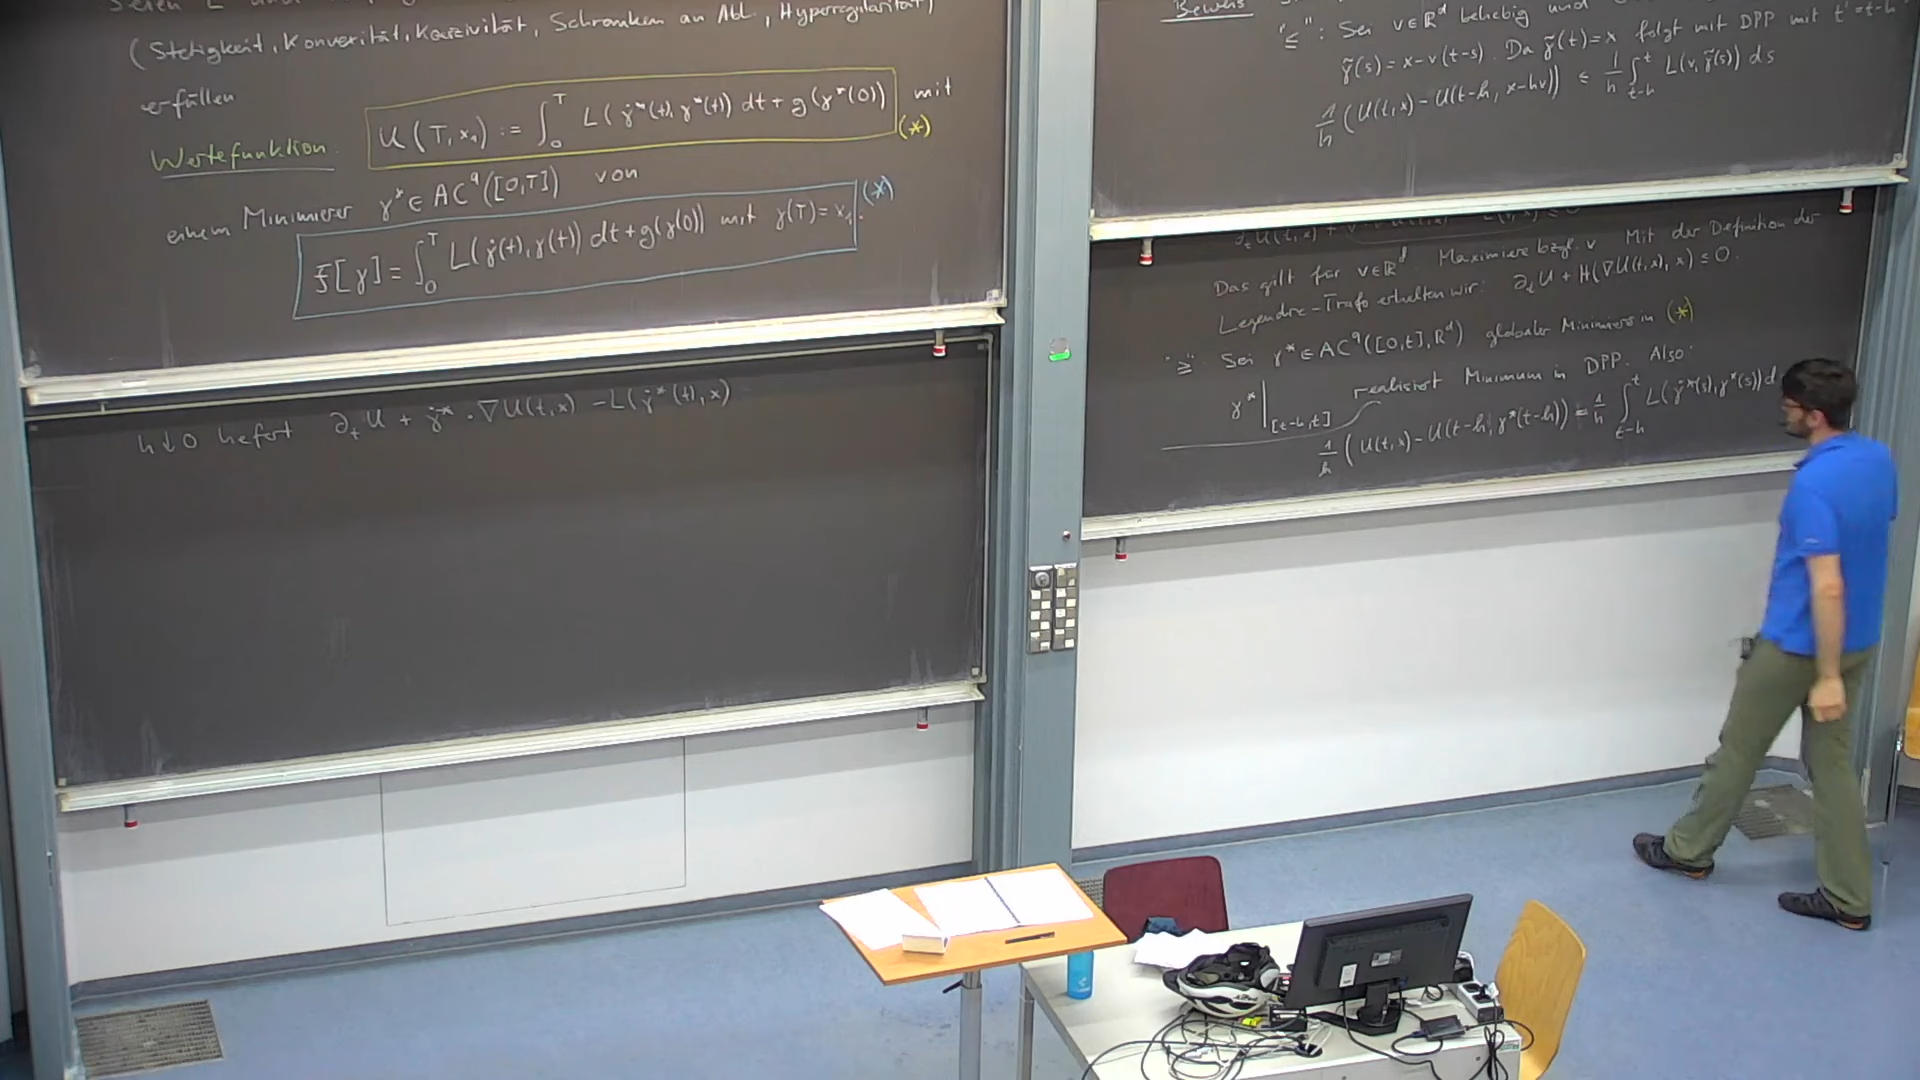 (Stetigkeit, Konvexität, Koerzivität, Schranken an Abl., Hyperregularität)
erfüllen
Wertefunktion. U(T,x₁) := ∫₀ᵀ L(γ̇*(t), γ*(t)) dt + g(γ*(0)) mit (*)
einem Minimierer γ* ∈ AC^q([0,T]) von
F[γ] = ∫₀ᵀ L(γ̇(t), γ(t)) dt + g(γ(0)) mit γ(T) = x₁. (*)
h↓0 liefert ∂ₜU + γ̇* · ∇U(t,x) − L(γ̇*(t), x)
Beweis
"≤": Sei v∈ℝᵈ beliebig und
γ̃(s) = x − v(t−s). Da γ̃(t) = x folgt mit DPP mit t' = t−h
1/h (U(t,x) − U(t−h, x−hv)) ≤ 1/h ∫_{t−h}^t L(v, γ̃(s)) ds
Das gilt für v∈ℝᵈ. Maximiere bzgl. v Mit der Definition der
Legendre-Trafo erhalten wir: ∂ₜU + H(∇U(t,x), x) ≤ 0.
"≥": Sei γ* ∈ AC^q([0,t], ℝᵈ) globaler Minimierer in (*)
γ*|_{[t−h,t]} realisiert Minimum in DPP. Also:
1/h (U(t,x) − U(t−h, γ*(t−h))) = 1/h ∫_{t−h}^t L(γ̇*(s), γ*(s)) d